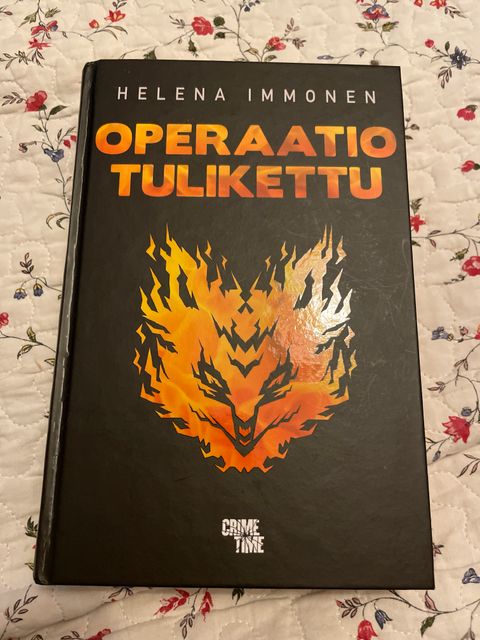 HELENA IMMONEN
OPERAATIO
TULIKETTU
CRIME
TIME